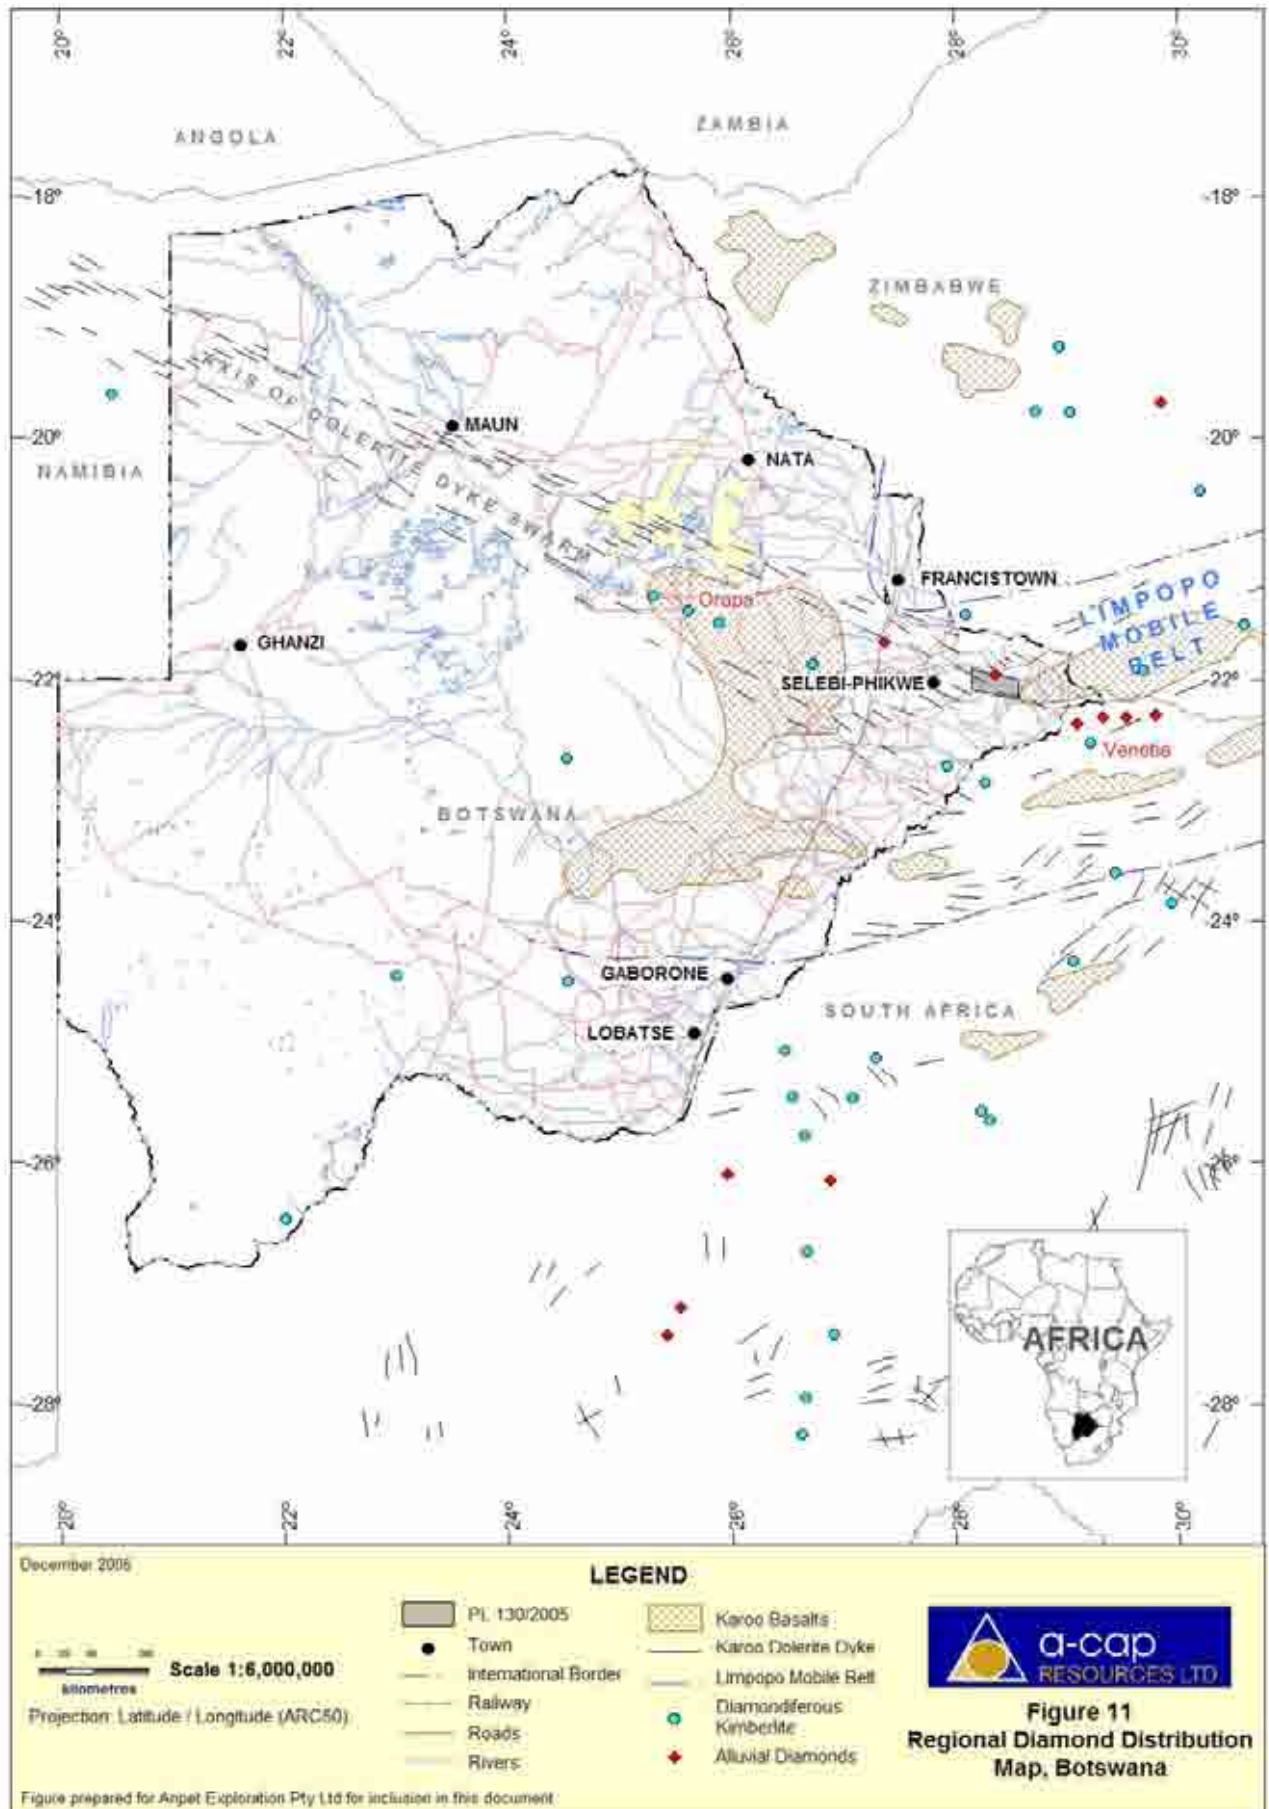 20° 22° 24° 26° 28° 30°
ANGOLA
ZAMBIA
-18° -18°
ZIMBABWE
AXIS OF DOLERITE DYKE SWARM
MAUN
-20° -20°
NATA
NAMIBIA
FRANCISTOWN
Orapa
LIMPOPO
MOBILE
BELT
GHANZI
SELEBI-PHIKWE
-22° -22°
Venetia
BOTSWANA
-24° -24°
GABORONE
SOUTH AFRICA
LOBATSE
-26° -26°
AFRICA
-28° -28°
20° 22° 24° 26° 28° 30°
LEGEND
PL 130/2005
Town
International Border
Railway
Roads
Rivers
Karoo Basalts
Karoo Dolerite Dyke
Limpopo Mobile Belt
Diamondiferous
Kimberlite
Alluvial Diamonds
Scale 1:6,000,000
kilometres
Projection: Latitude / Longitude (ARC50)
a-cap
RESOURCES LTD
Figure 11
Regional Diamond Distribution
Map, Botswana
Figure prepared for Arpet Exploration Pty Ltd for inclusion in this document